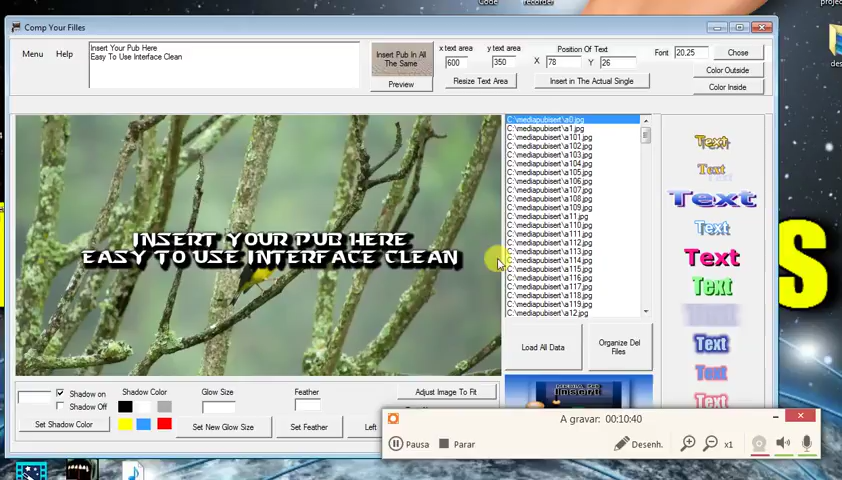 Code
recorder
projec
Comp Your Filles
Menu
Help
Insert Your Pub Here
Easy To Use Interface Clean
Insert Pub In All The Same
Preview
x text area
y text area
600
350
Resize Text Area
Position Of Text
X
78
Y
26
Insert in The Actual Single
Font
20.25
Chose
Color Outside
Color Inside
des
INSERT YOUR PUB HERE
EASY TO USE INTERFACE CLEAN
C:\mediapubisert\a0.jpg
C:\mediapubisert\a1.jpg
C:\mediapubisert\a101.jpg
C:\mediapubisert\a102.jpg
C:\mediapubisert\a103.jpg
C:\mediapubisert\a104.jpg
C:\mediapubisert\a105.jpg
C:\mediapubisert\a106.jpg
C:\mediapubisert\a107.jpg
C:\mediapubisert\a108.jpg
C:\mediapubisert\a109.jpg
C:\mediapubisert\a11.jpg
C:\mediapubisert\a110.jpg
C:\mediapubisert\a111.jpg
C:\mediapubisert\a112.jpg
C:\mediapubisert\a113.jpg
C:\mediapubisert\a114.jpg
C:\mediapubisert\a115.jpg
C:\mediapubisert\a116.jpg
C:\mediapubisert\a117.jpg
C:\mediapubisert\a118.jpg
C:\mediapubisert\a119.jpg
C:\mediapubisert\a12.jpg
Text
Text
Text
Text
Text
Text
Text
Text
Text
S
Load All Data
Organize Del Files
MEDIA PUB
Insert
Shadow on
Shadow Off
Shadow Color
Glow Size
Feather
Adjust Image To Fit
Set Shadow Color
Set New Glow Size
Set Feather
Left
A gravar: 00:10:40
Pausa
Parar
Desenh.
x1